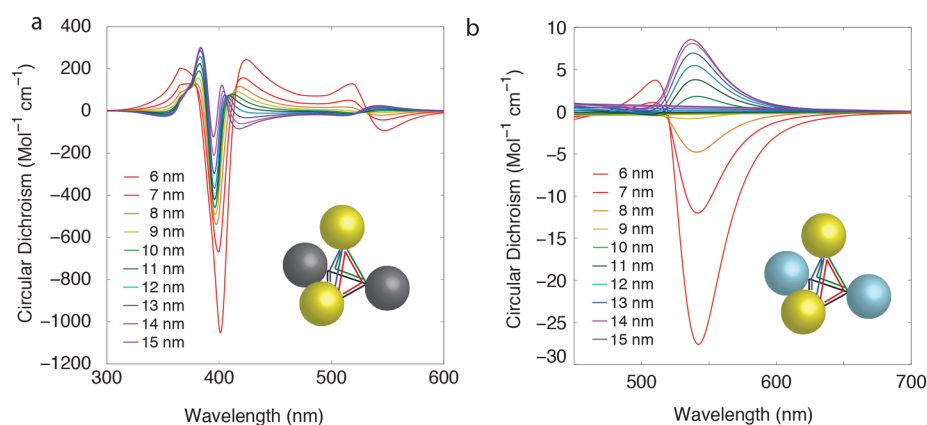 a
Circular Dichroism (Mol⁻¹ cm⁻¹)
400
200
0
−200
−400
−600
−800
−1000
−1200
6 nm
7 nm
8 nm
9 nm
10 nm
11 nm
12 nm
13 nm
14 nm
15 nm
300 400 500 600
Wavelength (nm)
b
Circular Dichroism (Mol⁻¹ cm⁻¹)
10
5
0
−5
−10
−15
−20
−25
−30
6 nm
7 nm
8 nm
9 nm
10 nm
11 nm
12 nm
13 nm
14 nm
15 nm
500 600 700
Wavelength (nm)